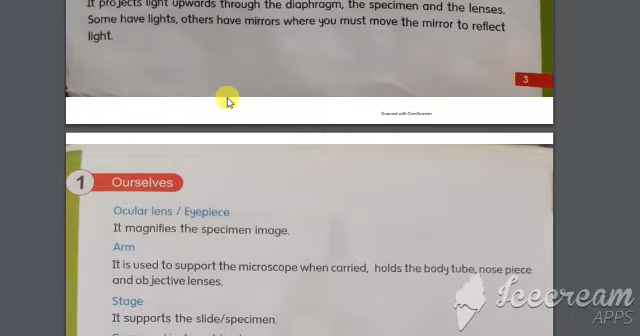 It projects light upwards through the diaphragm, the specimen and the lenses.
Some have lights, others have mirrors where you must move the mirror to reflect
light.
3
Scanned with CamScanner
1 Ourselves
Ocular lens / Eyepiece
It magnifies the specimen image.
Arm
It is used to support the microscope when carried, holds the body tube, nose piece
and objective lenses.
Stage
It supports the slide/specimen.
Icecream
APPS